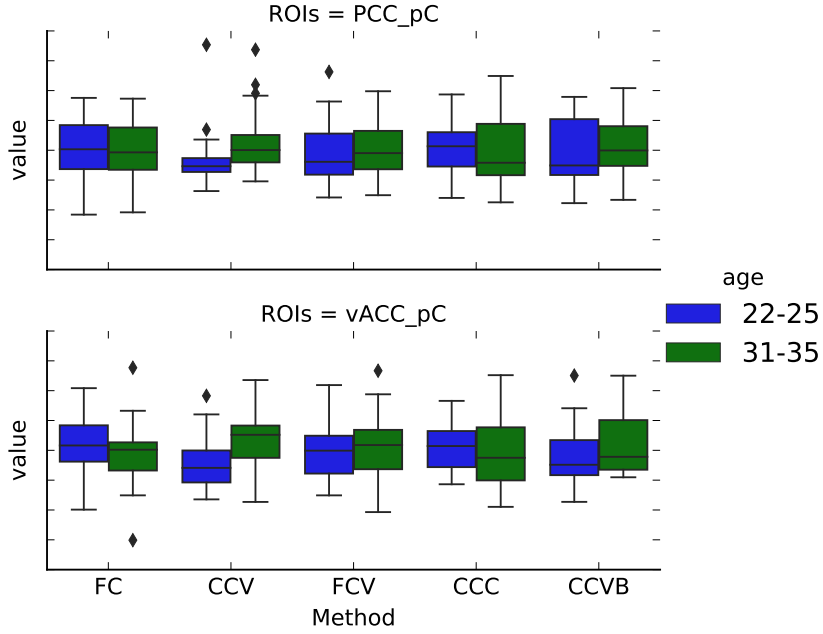 ROIs = PCC_pC
value
age
22-25
31-35
ROIs = vACC_pC
value
FC CCV FCV CCC CCVB
Method